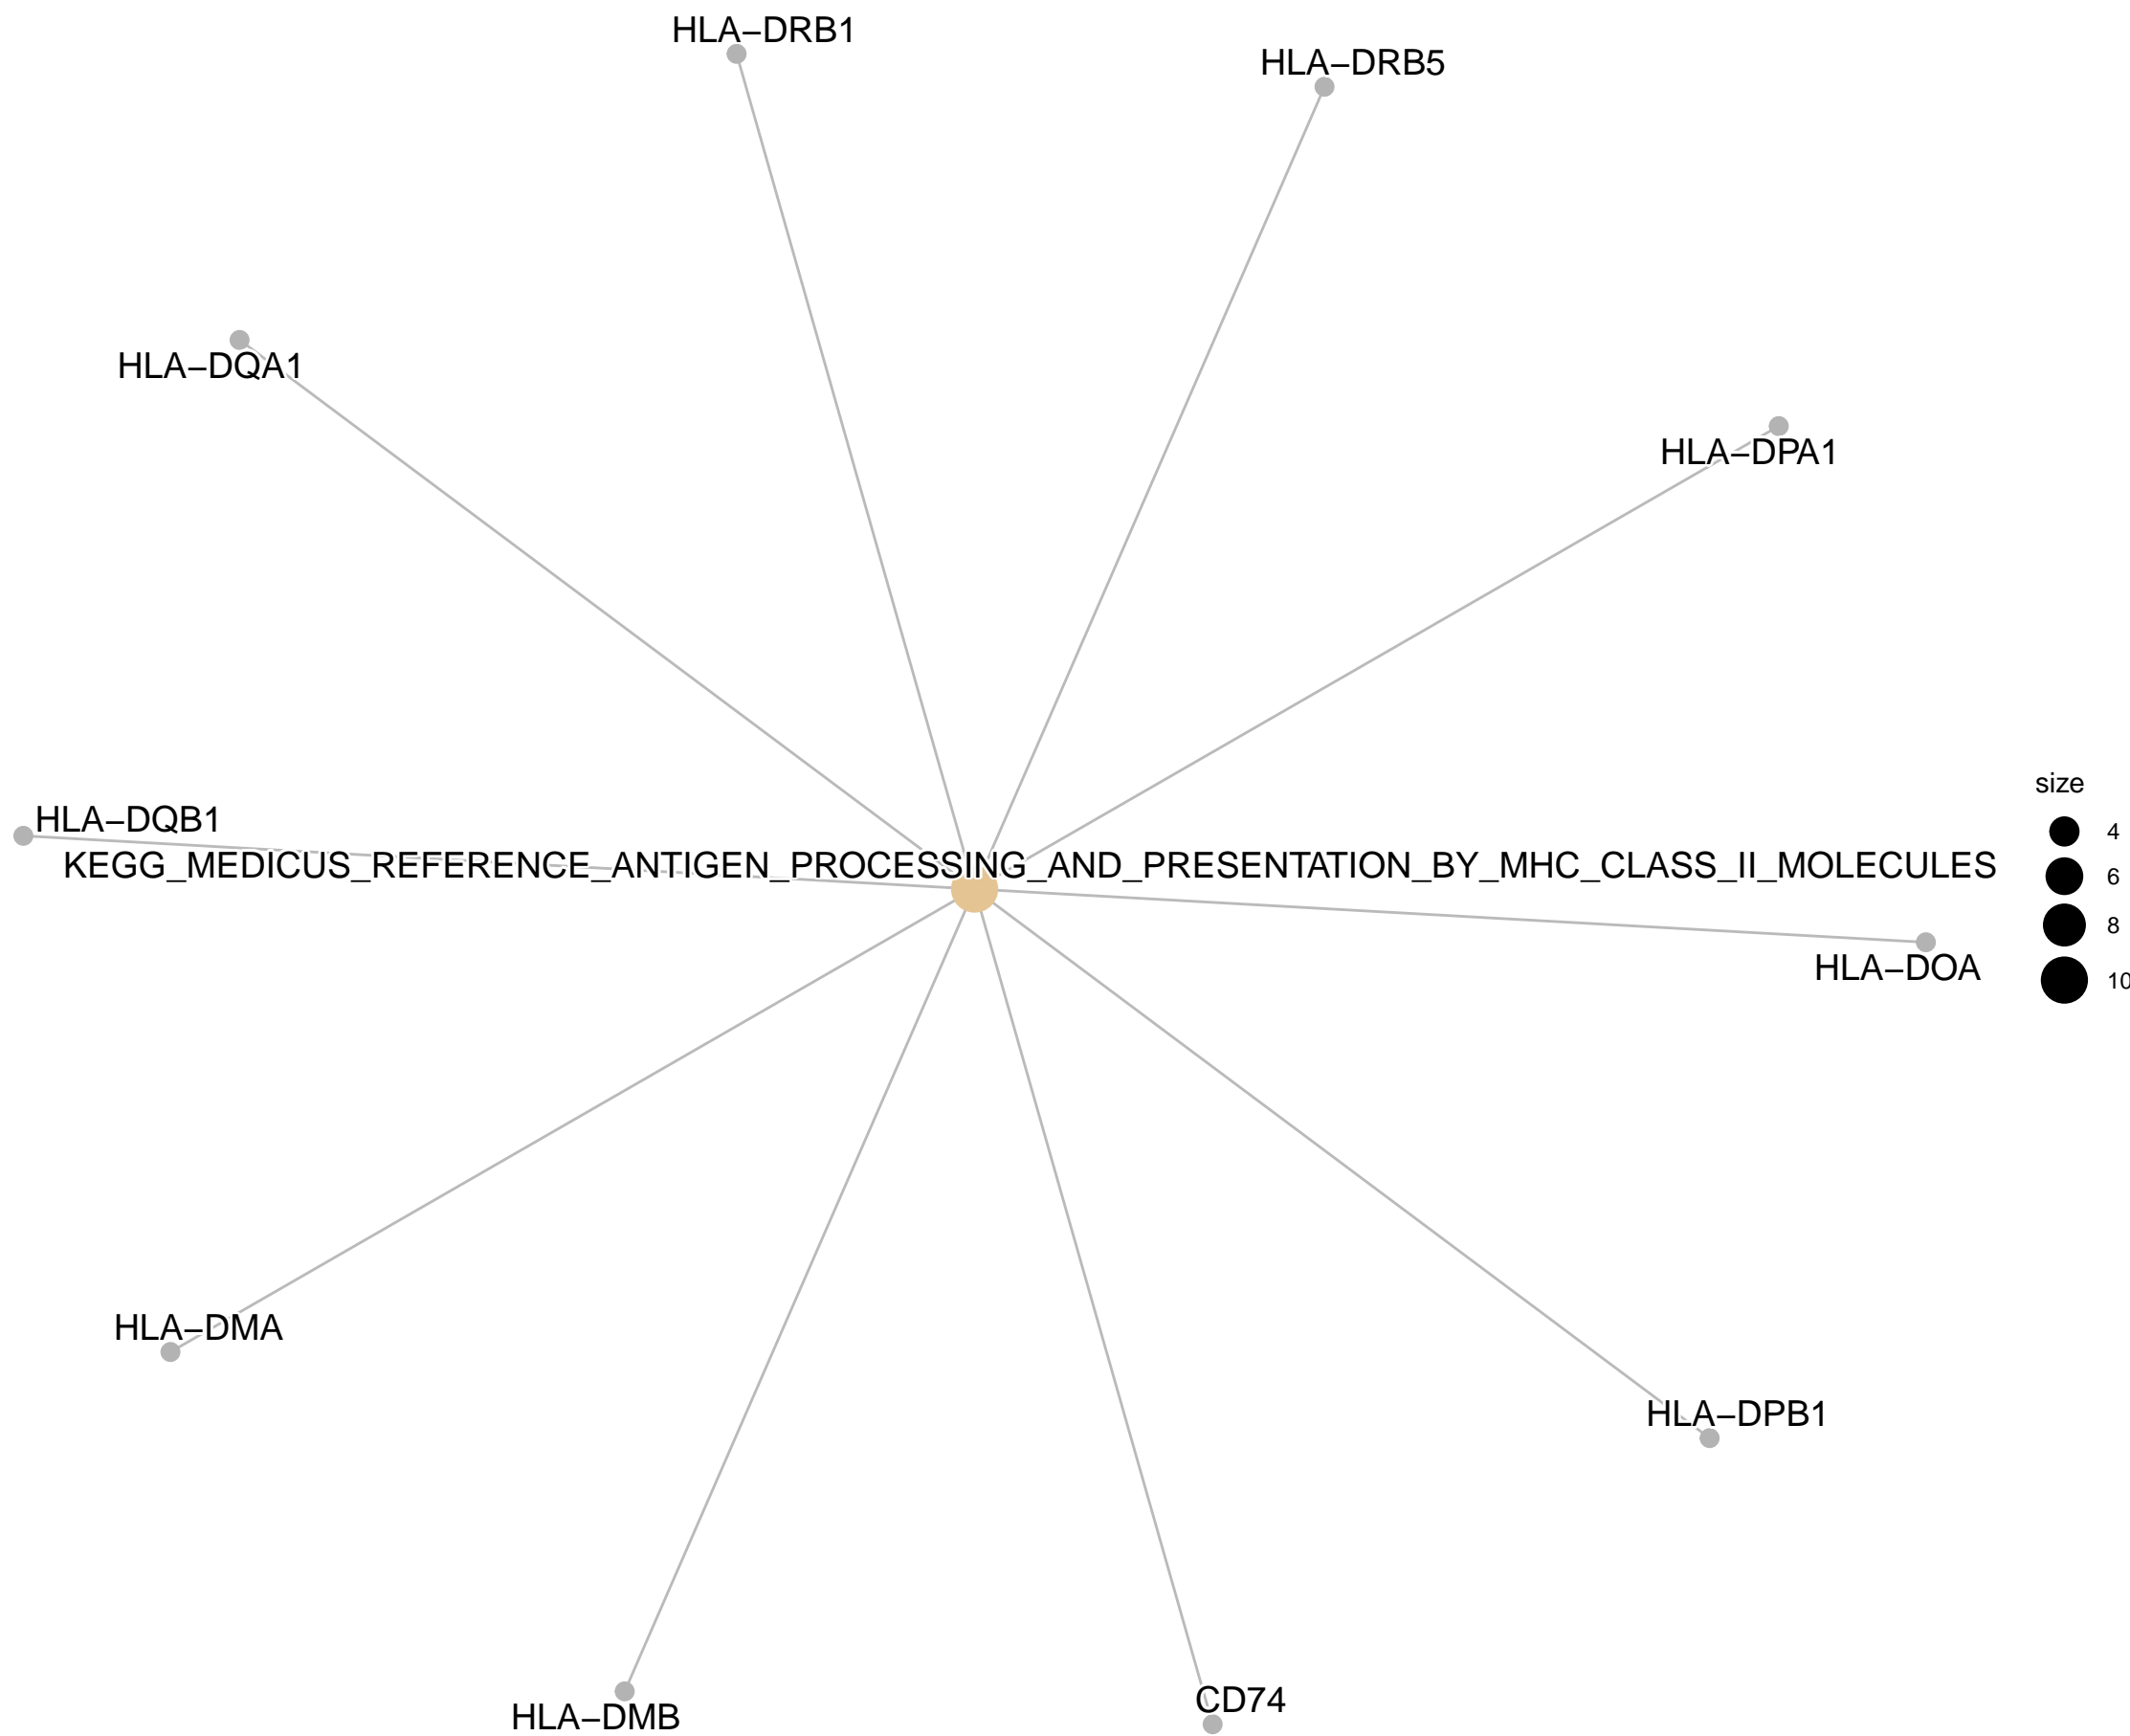 HLA−DRB1
HLA−DRB5
HLA−DQA1
HLA−DPA1
HLA−DQB1
KEGG_MEDICUS_REFERENCE_ANTIGEN_PROCESSING_AND_PRESENTATION_BY_MHC_CLASS_II_MOLECULES
size
4
6
8
10
HLA−DOA
HLA−DMA
HLA−DPB1
HLA−DMB
CD74